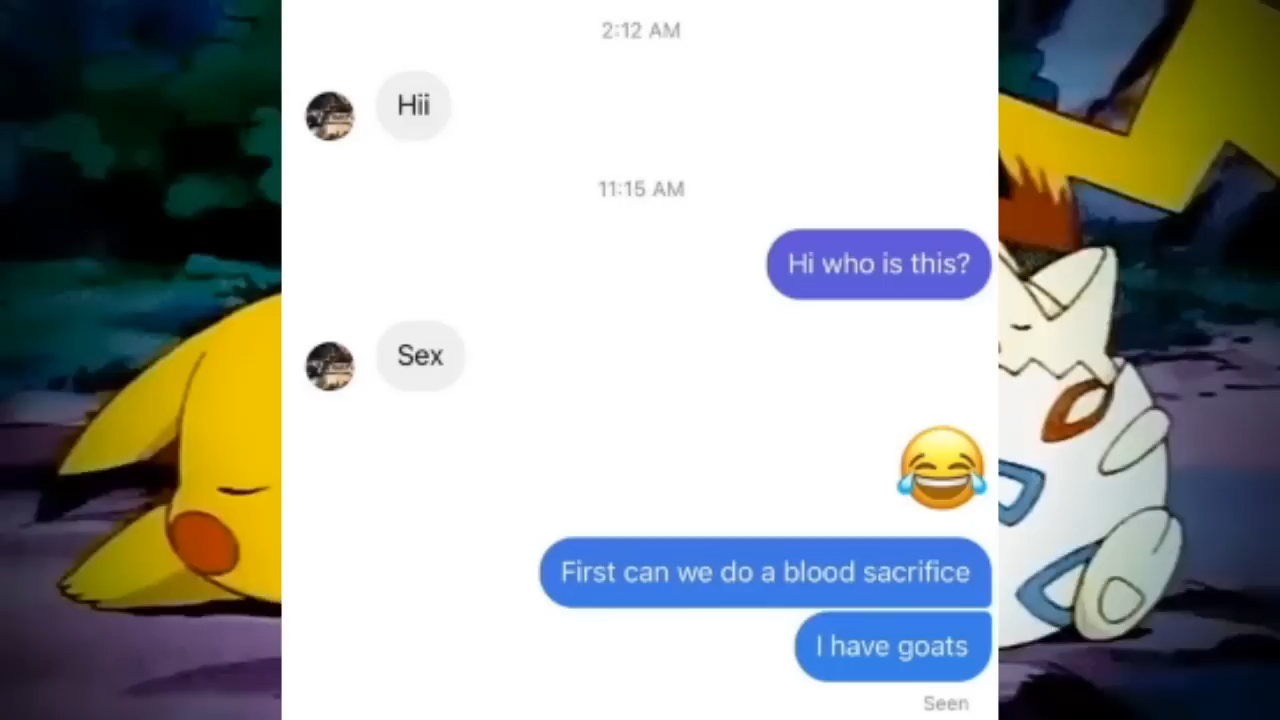 2:12 AM
Hii
11:15 AM
Hi who is this?
Sex
First can we do a blood sacrifice
I have goats
Seen